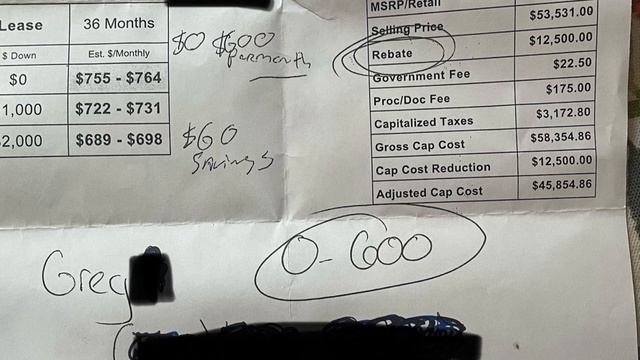 Lease 36 Months
$ Down Est. $/Monthly
$0 $755 - $764
1,000 $722 - $731
2,000 $689 - $698
$0 $600
per month
$60
Savings
MSRP/Retail
Selling Price $53,531.00
Rebate $12,500.00
Government Fee $22.50
Proc/Doc Fee $175.00
Capitalized Taxes $3,172.80
Gross Cap Cost $58,354.86
Cap Cost Reduction $12,500.00
Adjusted Cap Cost $45,854.86
Greg
0-600